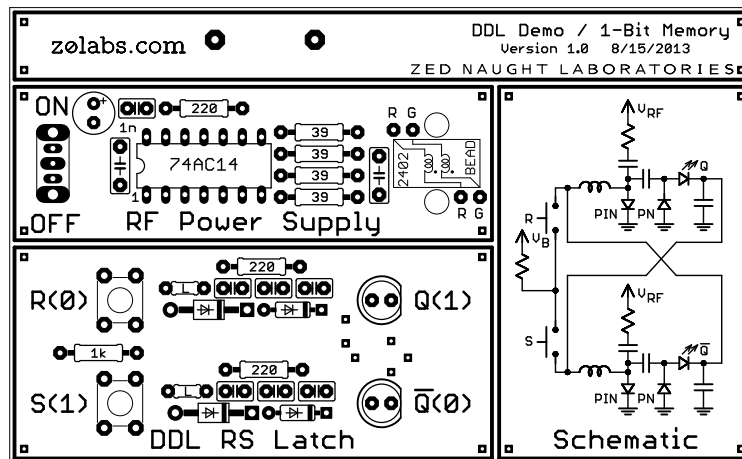 zølabs.com
DDL Demo / 1-Bit Memory
Version 1.0 8/15/2013
ZED NAUGHT LABORATORIES
ON
+
220
1n
74AC14
1
39
39
39
39
R G
2402
BEAD
R G
OFF
RF Power Supply
R(0)
220
L
Q(1)
1k
S(1)
220
L
Q̅(0)
DDL RS Latch
VRF
Q
R
PIN
PN
VB
VRF
S
Q̅
PIN
PN
Schematic